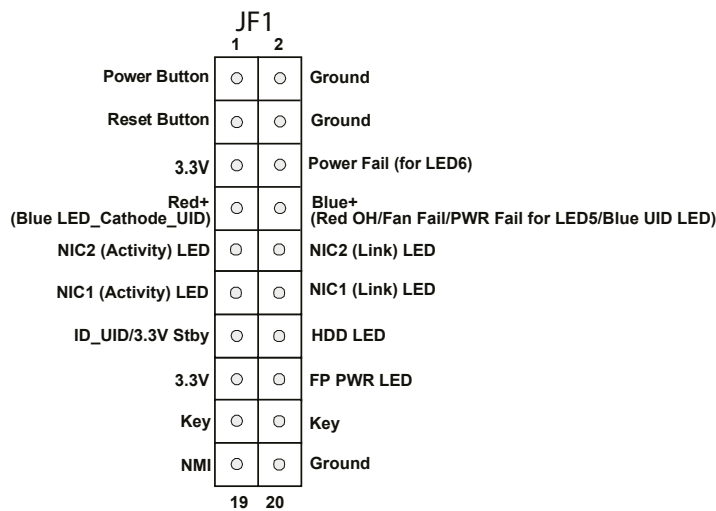 JF1
1 2
Power Button Ground
Reset Button Ground
3.3V Power Fail (for LED6)
Red+ Blue+
(Blue LED_Cathode_UID) (Red OH/Fan Fail/PWR Fail for LED5/Blue UID LED)
NIC2 (Activity) LED NIC2 (Link) LED
NIC1 (Activity) LED NIC1 (Link) LED
ID_UID/3.3V Stby HDD LED
3.3V FP PWR LED
Key Key
NMI Ground
19 20